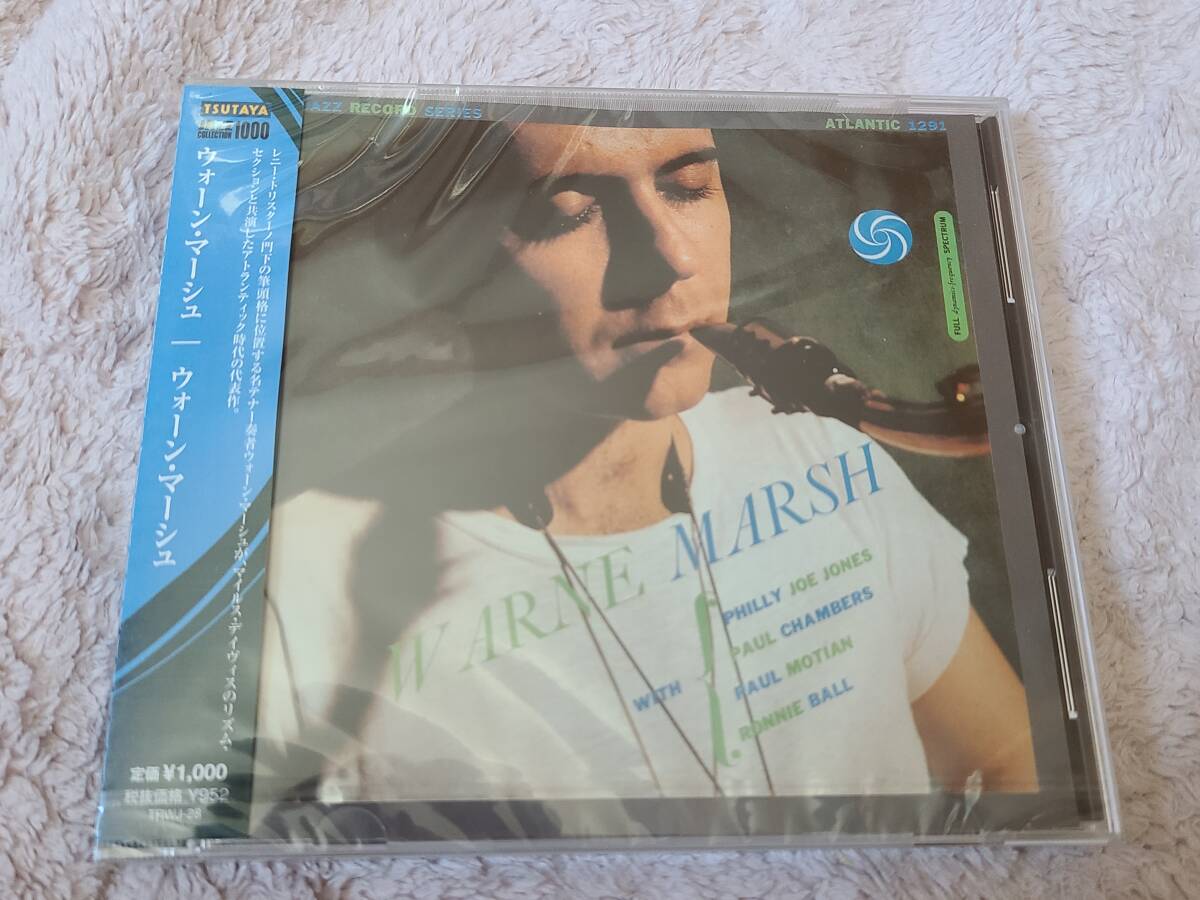 TSUTAYA
COLLECTION 1000
ウォーン・マーシュ | ウォーン・マーシュ
レニー・トリスターノ門下の筆頭格に位置する名テナー奏者ウォーン・マーシュが、マイルス・デイヴィスのリズム・
セクションと共演したアトランティック時代の代表作。
定価 ¥1,000
税抜価格 ¥952
TRWJ-28
JAZZ RECORD SERIES
ATLANTIC 1291
FULL dynamics-frequency SPECTRUM
WARNE MARSH
WITH
PHILLY JOE JONES
PAUL CHAMBERS
PAUL MOTIAN
RONNIE BALL